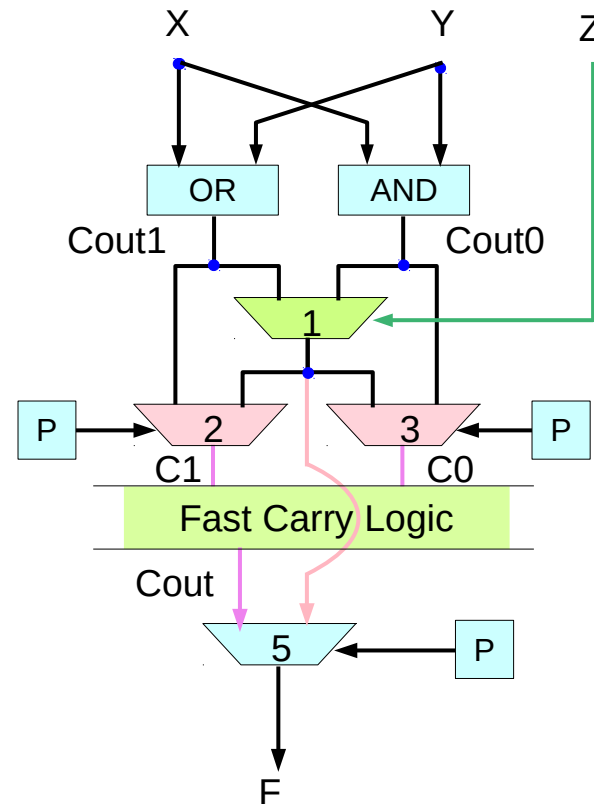 X Y Z
OR AND
Cout1 Cout0
1
P 2 3 P
C1 C0
Fast Carry Logic
Cout
5 P
F